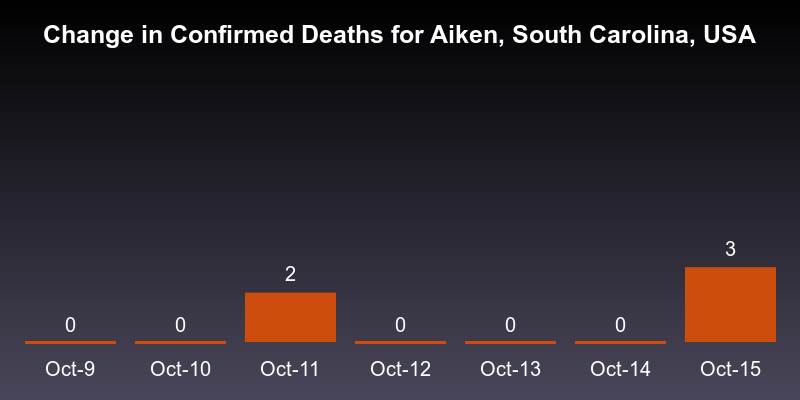 Change in Confirmed Deaths for Aiken, South Carolina, USA
0 0 2 0 0 0 3
Oct-9 Oct-10 Oct-11 Oct-12 Oct-13 Oct-14 Oct-15